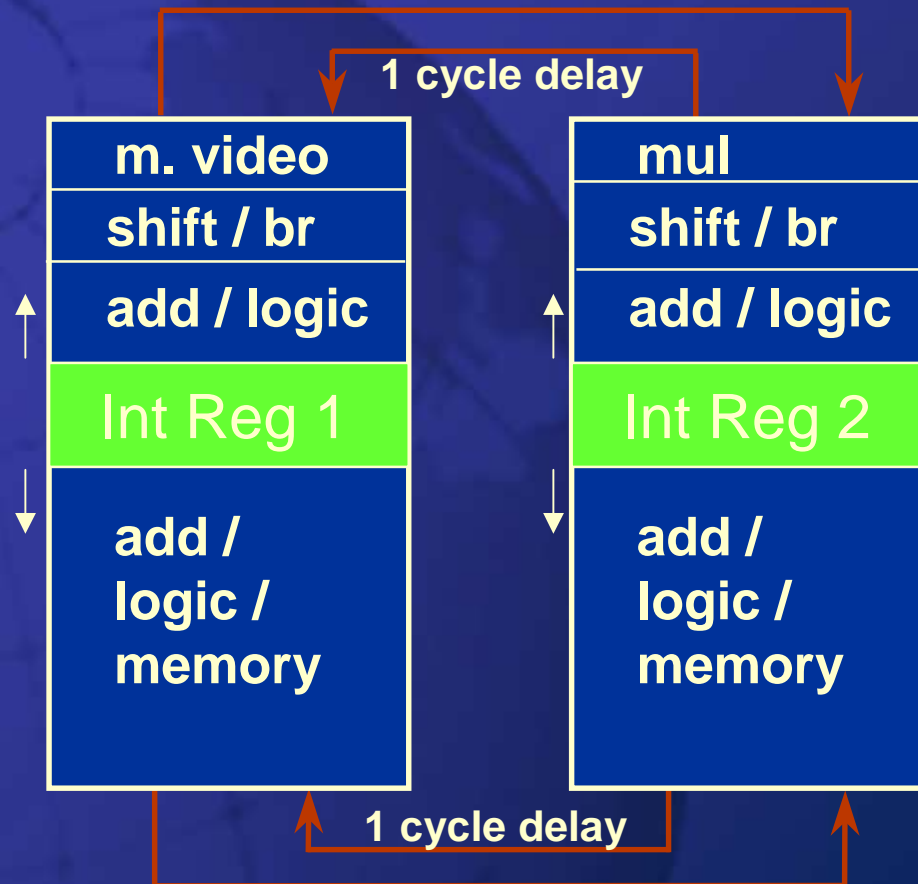 1 cycle delay
m. video
shift / br
add / logic
Int Reg 1
add /
logic /
memory
mul
shift / br
add / logic
Int Reg 2
add /
logic /
memory
1 cycle delay